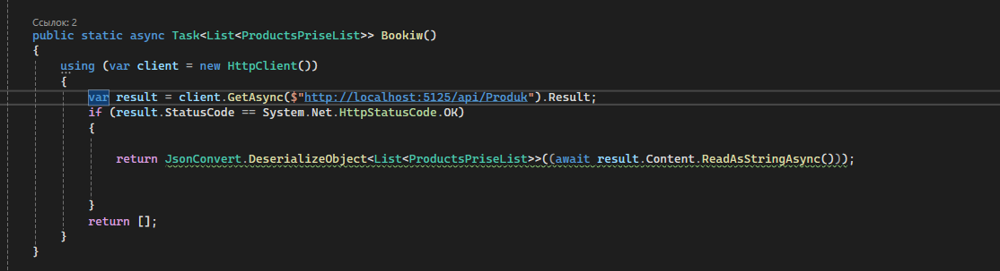 Ссылок: 2
public static async Task<List<ProductsPriseList>> Bookiw()
{
using (var client = new HttpClient())
{
var result = client.GetAsync($"http://localhost:5125/api/Produk").Result;
if (result.StatusCode == System.Net.HttpStatusCode.OK)
{
return JsonConvert.DeserializeObject<List<ProductsPriseList>>((await result.Content.ReadAsStringAsync()));
}
return [];
}
}